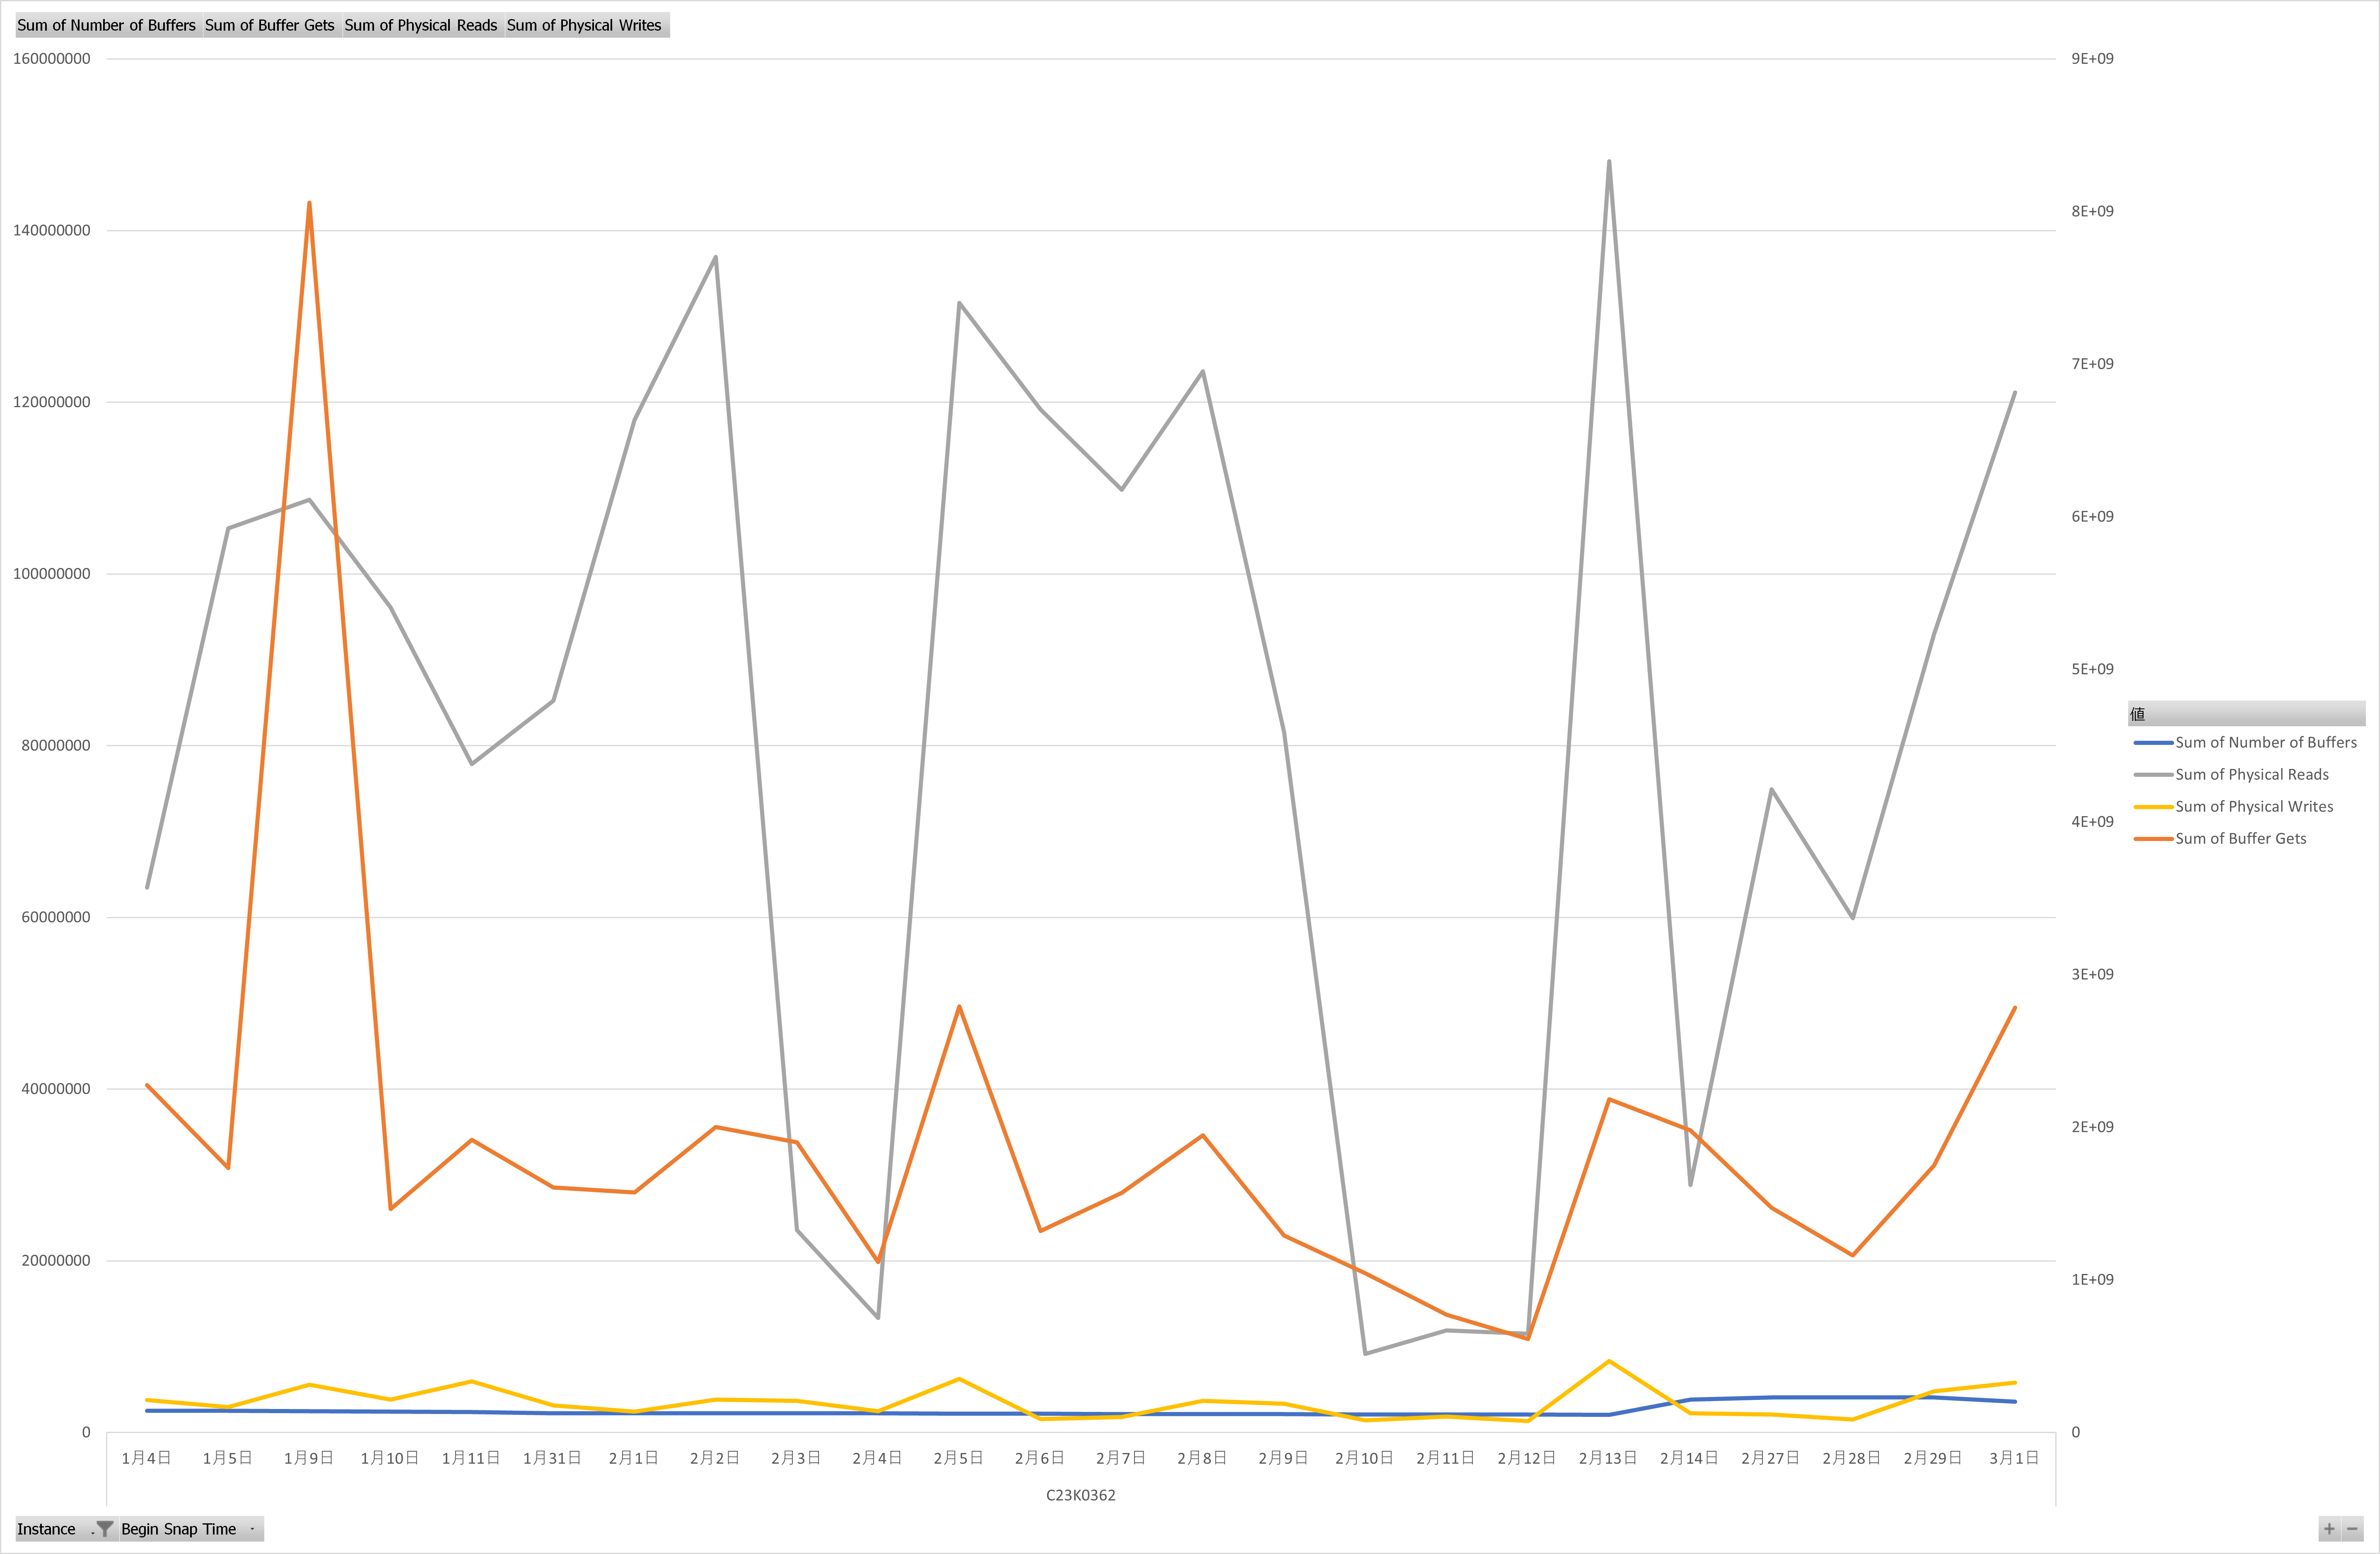 Sum of Number of Buffers Sum of Buffer Gets Sum of Physical Reads Sum of Physical Writes
160000000
140000000
120000000
100000000
80000000
60000000
40000000
20000000
0
9E+09
8E+09
7E+09
6E+09
5E+09
4E+09
3E+09
2E+09
1E+09
0
値
Sum of Number of Buffers
Sum of Physical Reads
Sum of Physical Writes
Sum of Buffer Gets
1月4日 1月5日 1月9日 1月10日 1月11日 1月31日 2月1日 2月2日 2月3日 2月4日 2月5日 2月6日 2月7日 2月8日 2月9日 2月10日 2月11日 2月12日 2月13日 2月14日 2月27日 2月28日 2月29日 3月1日
C23K0362
Instance Begin Snap Time
+ −